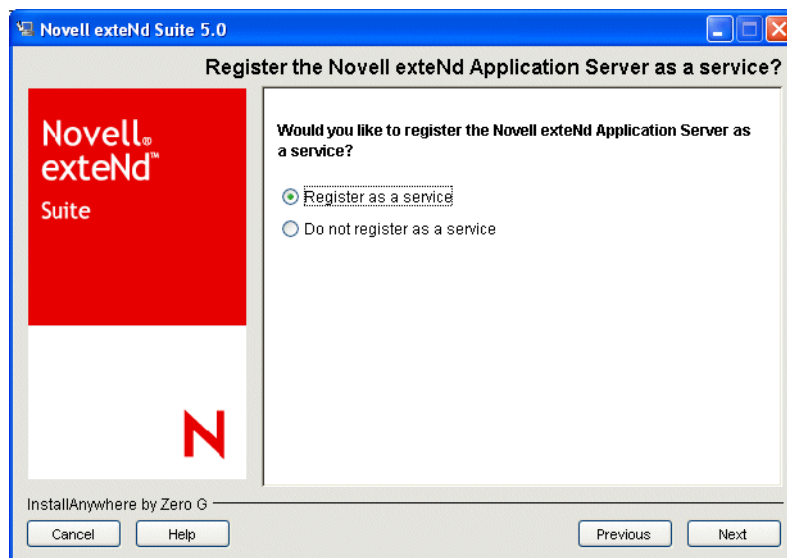 Novell exteNd Suite 5.0
Register the Novell exteNd Application Server as a service?
Novell®
exteNd™
Suite
Would you like to register the Novell exteNd Application Server as
a service?
Register as a service
Do not register as a service
N
InstallAnywhere by Zero G
Cancel
Help
Previous
Next